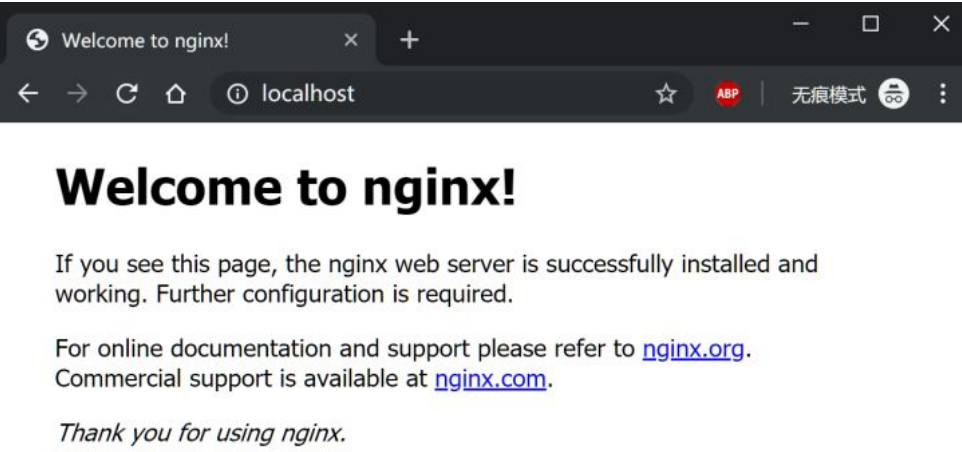 Welcome to nginx!
localhost
ABP
无痕模式
Welcome to nginx!
If you see this page, the nginx web server is successfully installed and
working. Further configuration is required.
For online documentation and support please refer to nginx.org.
Commercial support is available at nginx.com.
Thank you for using nginx.